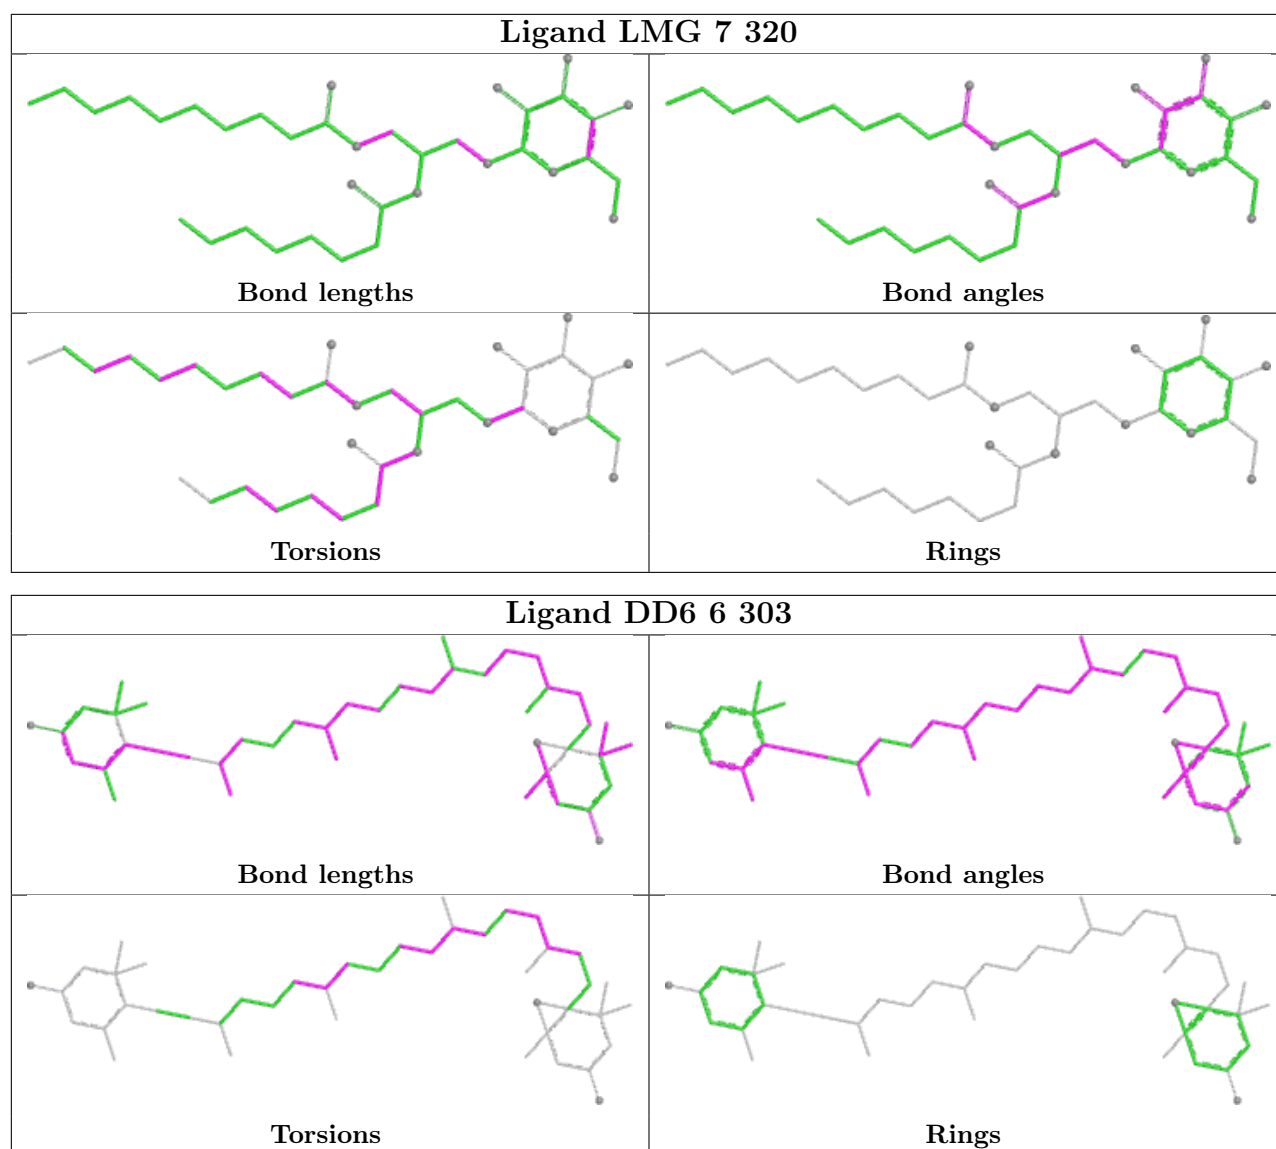 Ligand LMG 7 320
Bond lengths
Bond angles
Torsions
Rings
Ligand DD6 6 303
Bond lengths
Bond angles
Torsions
Rings